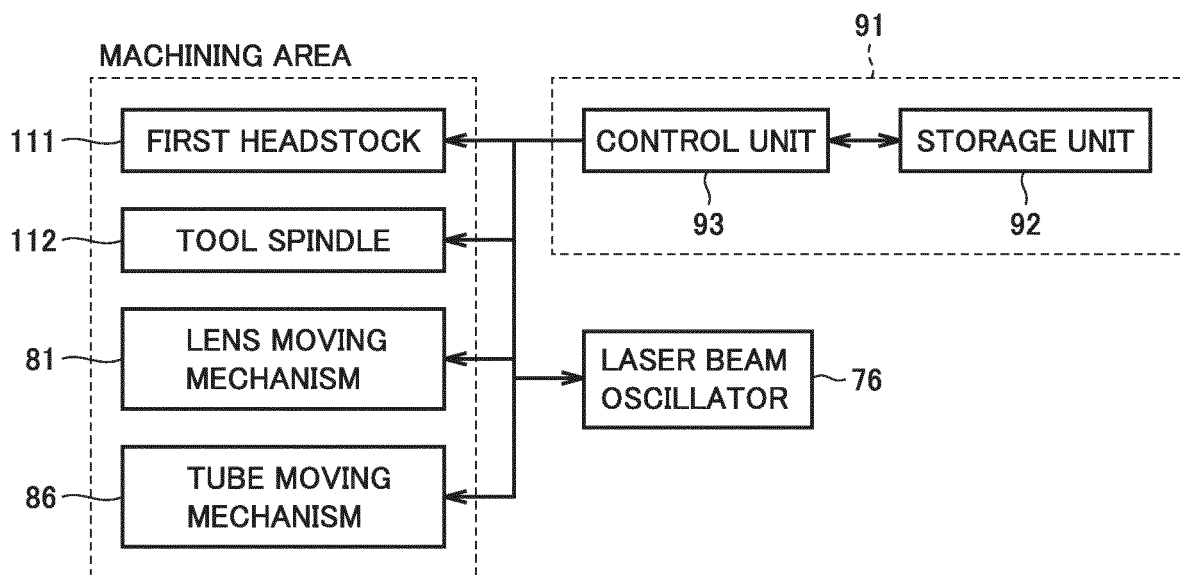 91
MACHINING AREA
111
FIRST HEADSTOCK
CONTROL UNIT
STORAGE UNIT
93
92
112
TOOL SPINDLE
81
LENS MOVING
MECHANISM
LASER BEAM
OSCILLATOR
76
86
TUBE MOVING
MECHANISM